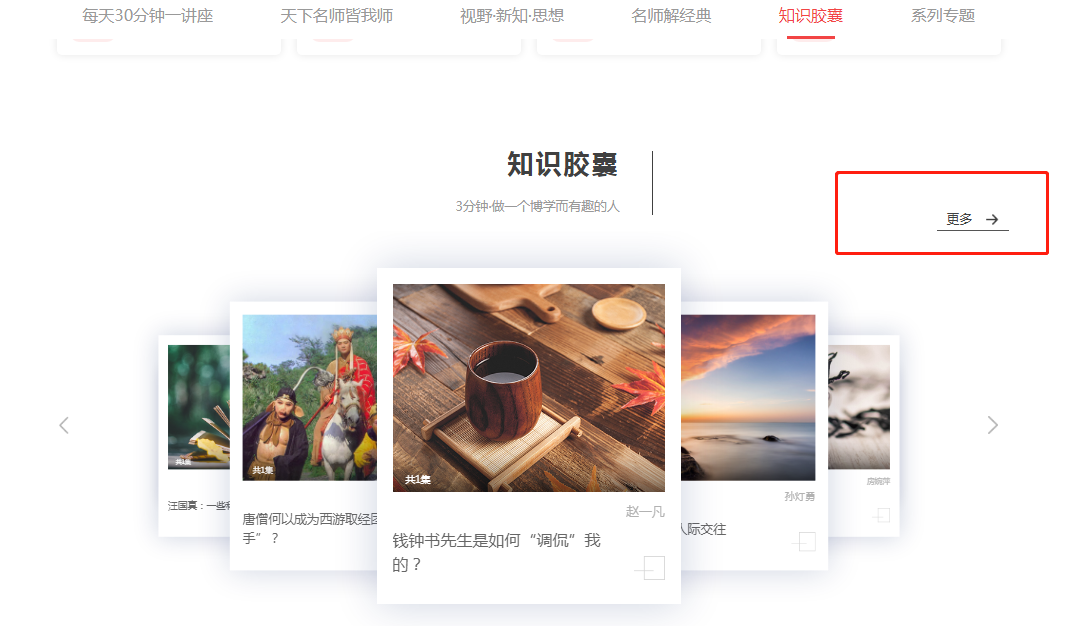 每天30分钟一讲座
天下名师皆我师
视野·新知·思想
名师解经典
知识胶囊
系列专题
知识胶囊
3分钟·做一个博学而有趣的人
更多
共1集
汪国真：一些
共1集
唐僧何以成为西游取经团
手”？
共1集
赵一凡
钱钟书先生是如何“调侃”我
的？
孙灯勇
人际交往